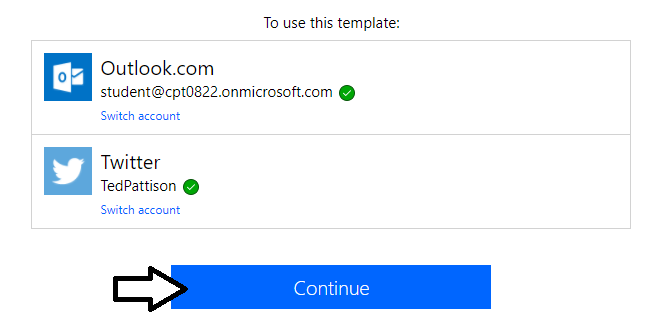 To use this template:
Outlook.com
student@cpt0822.onmicrosoft.com
Switch account
Twitter
TedPattison
Switch account
Continue